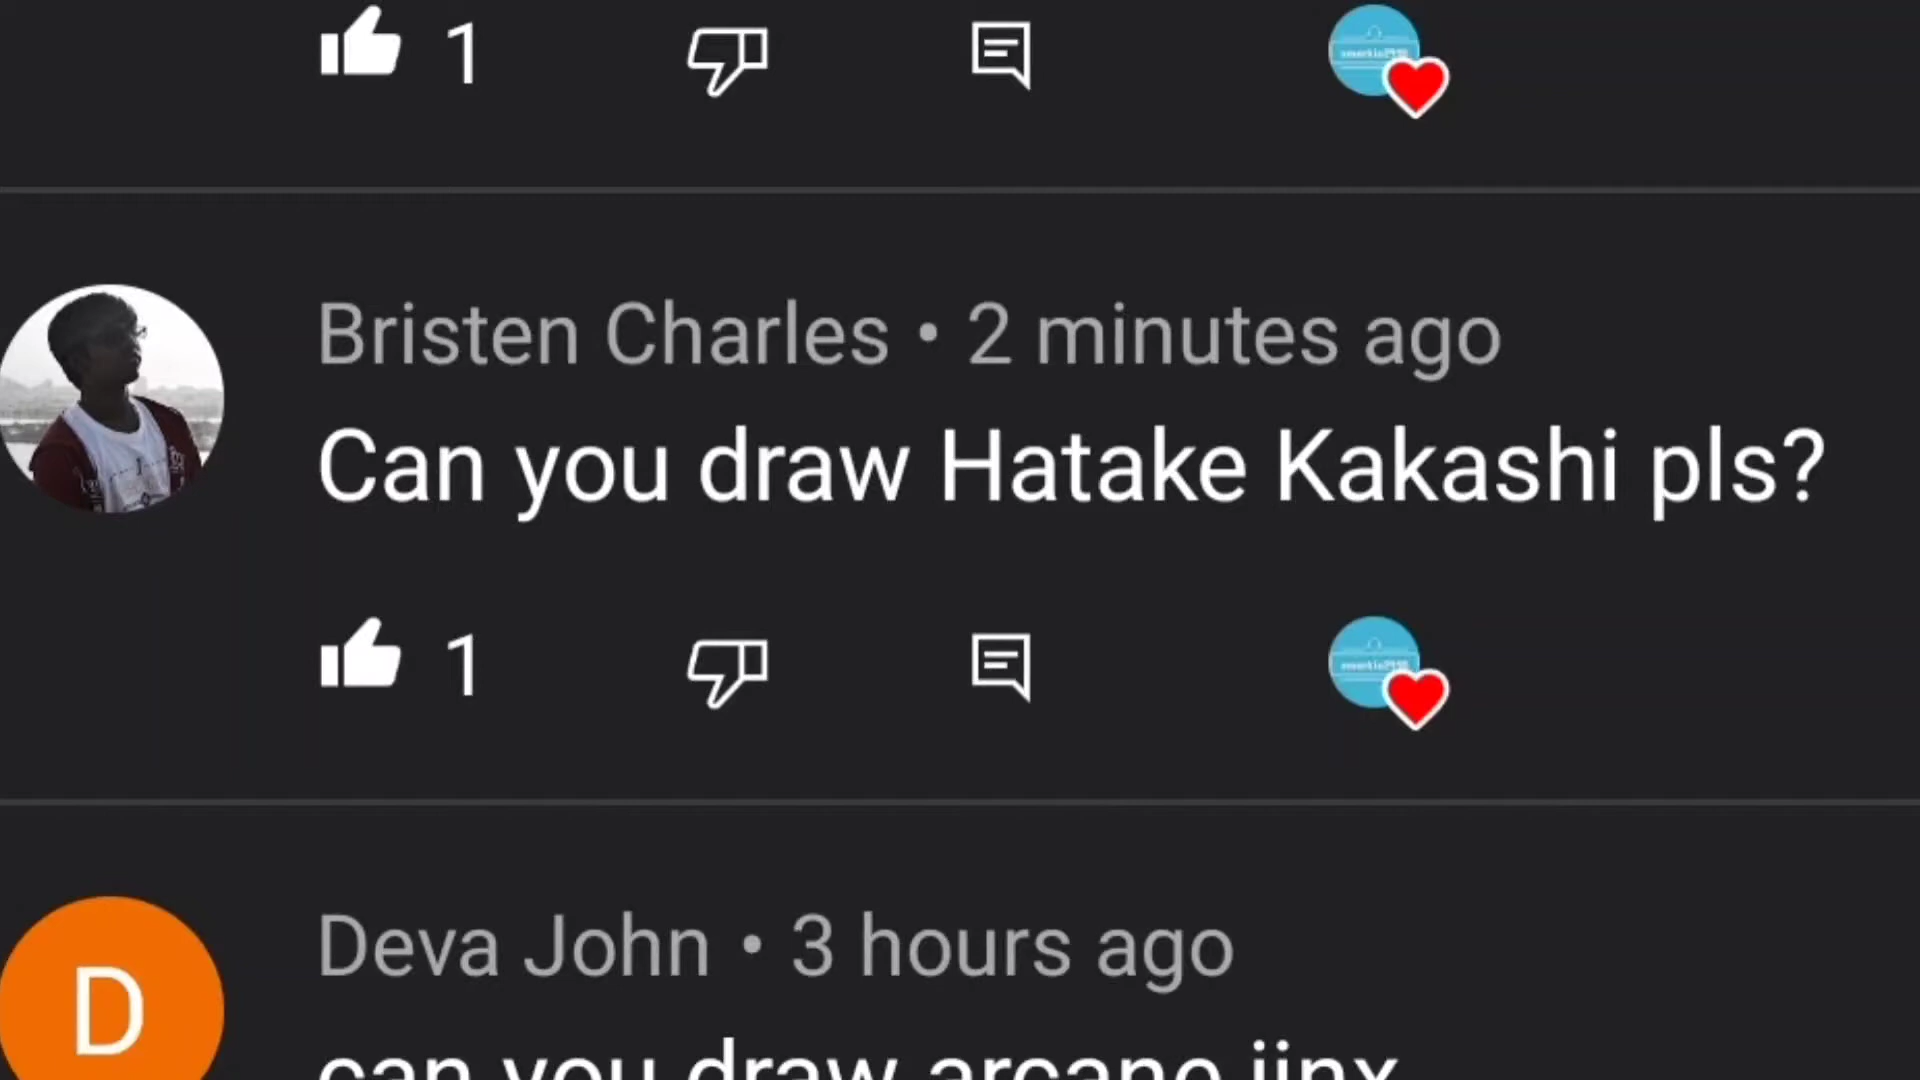 1
Bristen Charles • 2 minutes ago
Can you draw Hatake Kakashi pls?
1
Deva John • 3 hours ago
D
can you draw arcane jinx